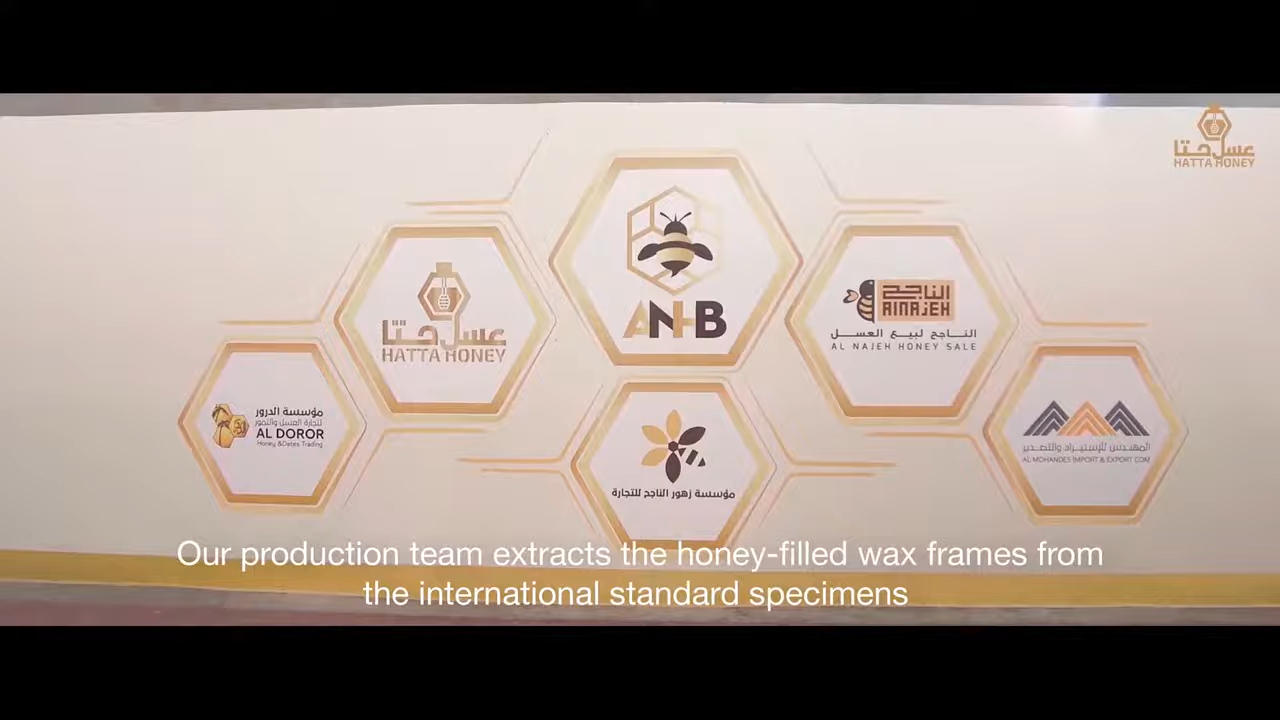 عسل حتا
HATTA HONEY
ANHB
عسل حتا
HATTA HONEY
الناجح
AlNAJEH
الناجح لبيع العسل
AL NAJEH HONEY SALE
مؤسسة الدرور
لتجارة العسل والتمور
AL DOROR
Honey & Dates Trading
مؤسسة زهور الناجح للتجارة
المهندس للإستيراد والتصدير
AL MOHANDES IMPORT & EXPORT COM
Our production team extracts the honey-filled wax frames from
the international standard specimens